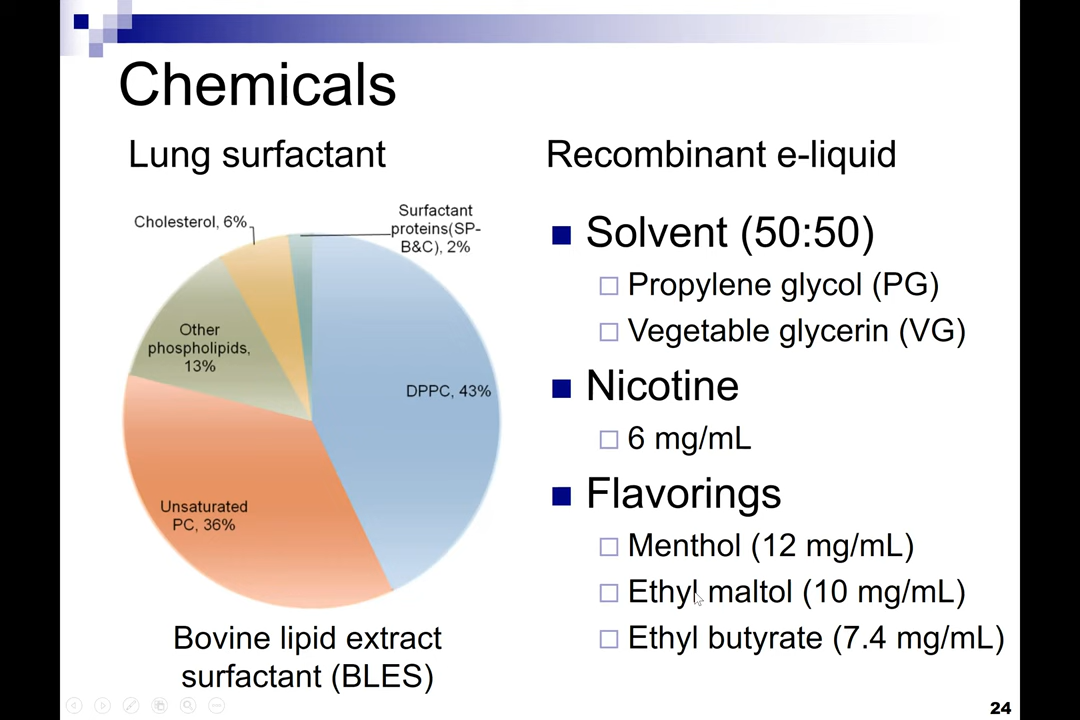 Chemicals
Lung surfactant
Cholesterol, 6%
Surfactant
proteins(SP-
B&C), 2%
Other
phospholipids,
13%
DPPC, 43%
Unsaturated
PC, 36%
Bovine lipid extract
surfactant (BLES)
Recombinant e-liquid
Solvent (50:50)
Propylene glycol (PG)
Vegetable glycerin (VG)
Nicotine
6 mg/mL
Flavorings
Menthol (12 mg/mL)
Ethyl maltol (10 mg/mL)
Ethyl butyrate (7.4 mg/mL)
24